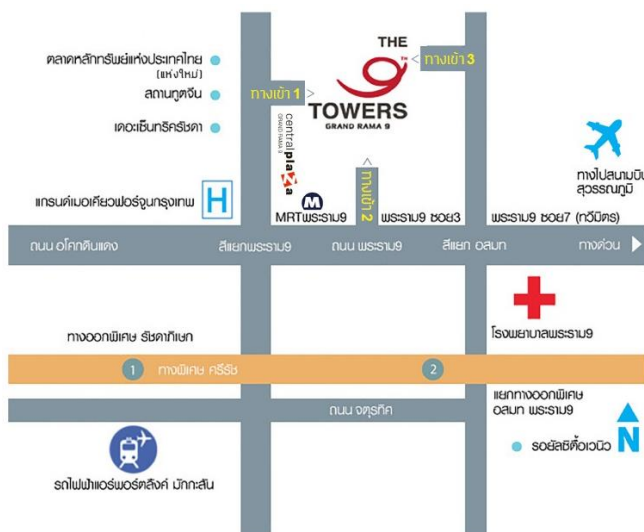 ตลาดหลักทรัพย์แห่งประเทศไทย
(แห่งใหม่)
สถานทูตจีน
เดอะเซ็นทริครัชดา
THE
9TH
TOWERS
GRAND RAMA 9
ทางเข้า 1
ทางเข้า 3
ทางเข้า 2
centralplaza
GRAND RAMA 9
ทางไปสนามบิน
สุวรรณภูมิ
แกรนด์เมอเคียวฟอร์จูนกรุงเทพ
H
M
MRTพระราม9
พระราม9 ซอย3
พระราม9 ซอย7 (ทวีมิตร)
ถนน อโศกดินแดง
สี่แยกพระราม9
ถนน พระราม9
สี่แยก อสมท
ทางด่วน
ทางออกพิเศษ รัชดาภิเษก
โรงพยาบาลพระราม9
1
ทางพิเศษ ศรีรัช
2
ถนน จตุรทิศ
แยกทางออกพิเศษ
อสมท พระราม9
N
รอยัลซิตี้อเวนิว
รถไฟฟ้าแอร์พอร์ตลิงค์ มักกะสัน